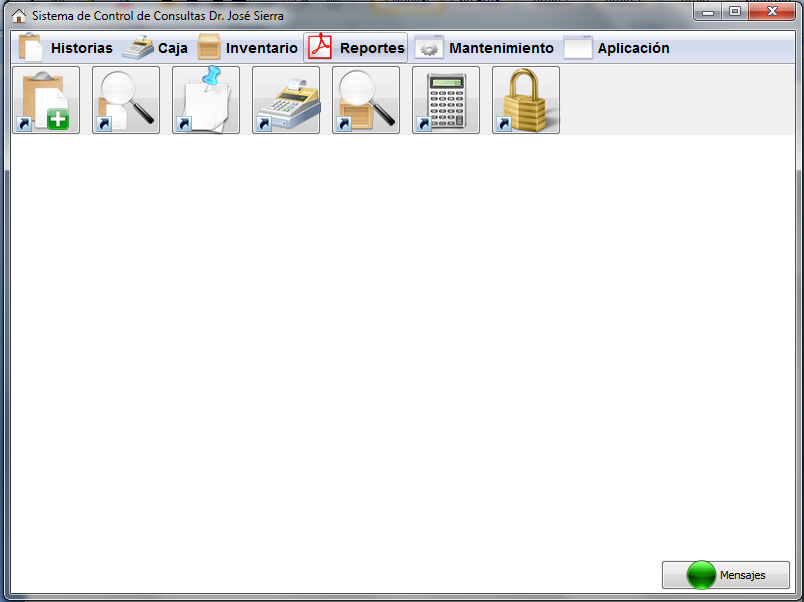 Sistema de Control de Consultas Dr. José Sierra
Historias Caja Inventario Reportes Mantenimiento Aplicación
Mensajes